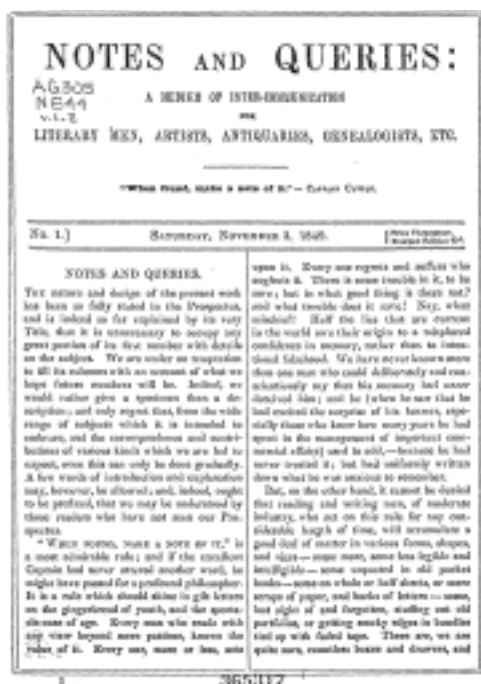 NOTES AND QUERIES:
AG305
NE44
v.1-2
A MEDIUM OF INTER-COMMUNICATION
FOR
LITERARY MEN, ARTISTS, ANTIQUARIES, GENEALOGISTS, ETC.
"When found, make a note of it."—CAPTAIN CUTTLE.
No. 1.]
SATURDAY, NOVEMBER 3, 1849.
NOTES AND QUERIES.
THE nature and design of the present work
has been so fully stated in the Prospectus,
and is indeed so far explained by its very
Title, that it is unnecessary to occupy any
great portion of its first number with details
on the subject. We are under no temptation
to fill its columns with an account of what we
hope future numbers will be. Indeed, we
would rather give a specimen than a de-
scription; and only regret that, from the wide
range of subjects which it is intended to
embrace, and the correspondence and contri-
butions of various kinds which we are led to
expect, even this can only be done gradually.
A few words of introduction and explanation
may, however, be allowed; and, indeed, ought
to be prefixed, that we may be understood by
those readers who have not seen our Pro-
spectus.
"WHEN FOUND, MAKE A NOTE OF IT," is
a most admirable rule; and if the excellent
Captain had never uttered another word, he
might have passed for a profound philosopher.
It is a rule which should shine in gilt letters
on the gingerbread of youth, and the specta-
cle-case of age. Every man who reads with
any view beyond mere pastime, knows the
value of it. Every one, more or less, acts
upon it. Every one regrets and suffers who
neglects it. There is some trouble in it, to be
sure; but in what good thing is there not?
and what trouble does it save! Nay, what
mischief! Half the lies that are current
in the world owe their origin to a misplaced
confidence in memory, rather than to inten-
tional falsehood. We have never known more
than one man who could deliberately and con-
scientiously say that his memory had never
deceived him; and he (when he saw that he
had excited the surprise of his hearers, espe-
cially those who knew how many years he had
spent in the management of important com-
mercial affairs) used to add,—because he had
never trusted it; but had uniformly written
down what he was anxious to remember.
But, on the other hand, it cannot be denied
that reading and writing men, of moderate
industry, who act on this rule for any con-
siderable length of time, will accumulate a
good deal of matter in various forms, shapes,
and sizes—some more, some less legible and
intelligible—some unposted in old pocket
books—some on whole or half sheets, or mere
scraps of paper, and backs of letters—some,
lost sight of and forgotten, stuffing out old
portfolios, or getting smoky edges in bundles
tied up with faded tape. There are, we are
quite sure, countless boxes and drawers, and
365317